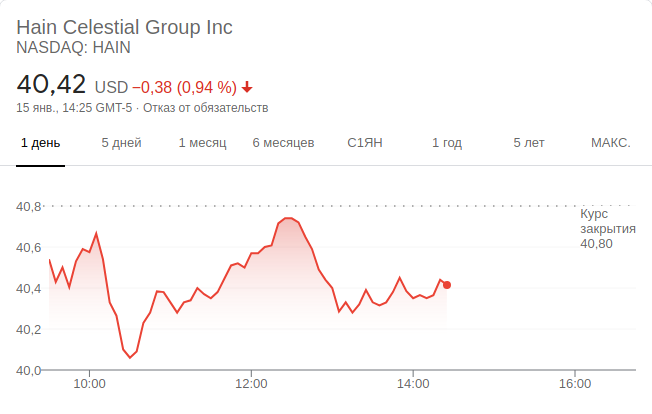 Hain Celestial Group Inc
NASDAQ: HAIN
40,42 USD −0,38 (0,94 %)
15 янв., 14:25 GMT-5 · Отказ от обязательств
1 день 5 дней 1 месяц 6 месяцев С1ЯН 1 год 5 лет МАКС.
40,8
Курс
закрытия
40,80
40,6
40,4
40,2
40,0
10:00 12:00 14:00 16:00